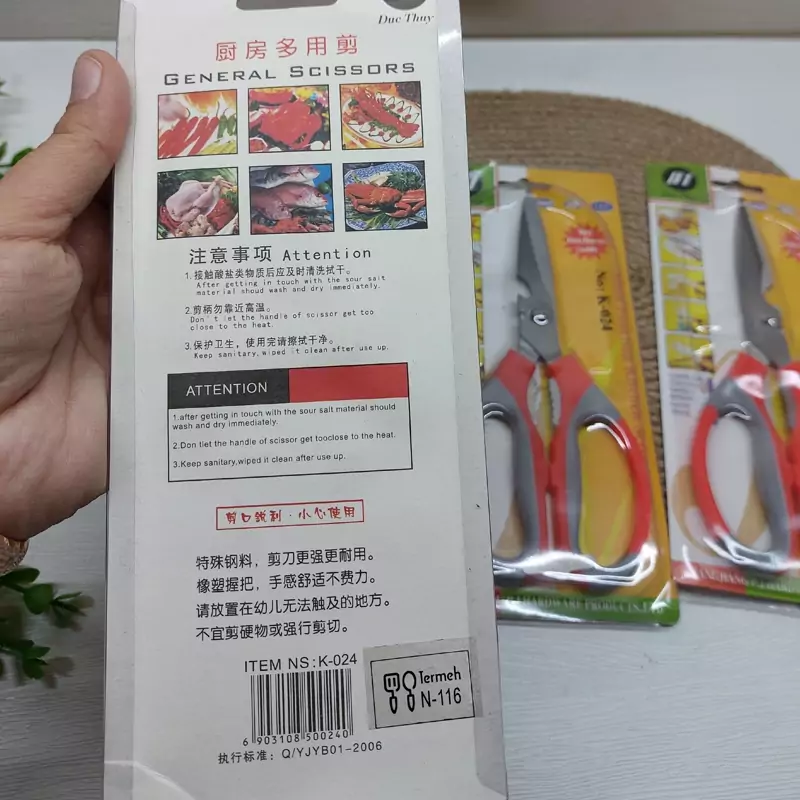 Duc Thuy
厨房多用剪
GENERAL SCISSORS
注意事项 Attention
1.接触酸盐类物质后应及时清洗拭干。
After getting in touch with the sour salt
material shoud wash and dry immediately.
2.剪柄勿靠近高温。
Don't let the handle of scissor get too
close to the heat.
3.保护卫生，使用完请擦拭干净。
Keep sanitary,wiped it clean after use up.
ATTENTION
1.after getting in touch with the sour salt material should
wash and dry immediately.
2.Don tlet the handle of scissor get tooclose to the heat.
3.Keep sanitary,wiped it clean after use up.
剪口锐利·小心使用
特殊钢料，剪刀更强更耐用。
橡塑握把，手感舒适不费力。
请放置在幼儿无法触及的地方。
不宜剪硬物或强行剪切。
ITEM NS:K-024
6 903108 500240
执行标准：Q/YJYB01-2006
Termeh
N-116
No: K-024
HARDWARE PRODUCTS